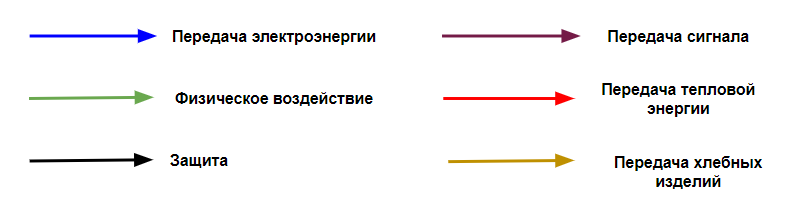 Передача электроэнергии
Передача сигнала
Физическое воздействие
Передача тепловой
энергии
Защита
Передача хлебных
изделий